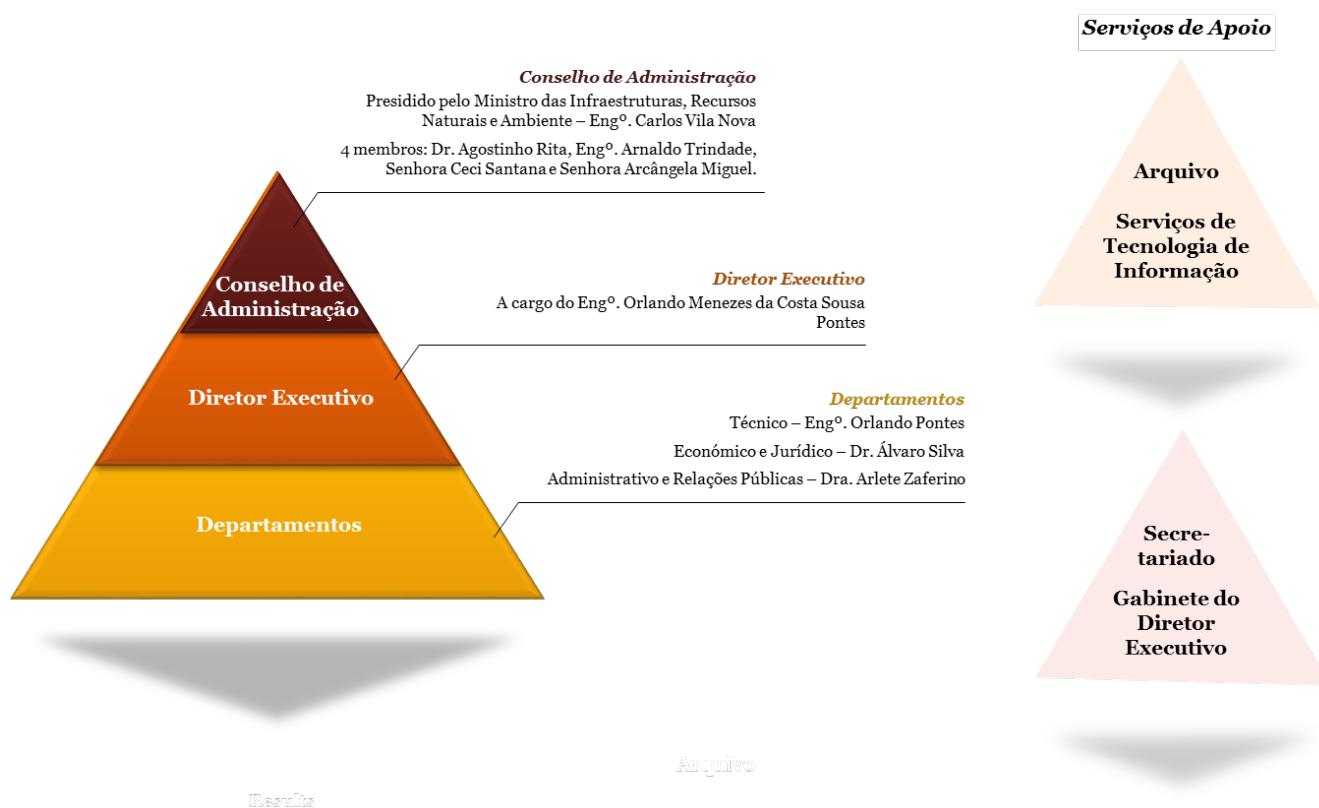 Serviços de Apoio
Conselho de Administração
Presidido pelo Ministro das Infraestruturas, Recursos
Naturais e Ambiente – Engº. Carlos Vila Nova
4 membros: Dr. Agostinho Rita, Engº. Arnaldo Trindade,
Senhora Ceci Santana e Senhora Arcângela Miguel.
Conselho de
Administração
Diretor Executivo
A cargo do Engº. Orlando Menezes da Costa Sousa
Pontes
Diretor Executivo
Departamentos
Técnico – Engº. Orlando Pontes
Económico e Jurídico – Dr. Álvaro Silva
Administrativo e Relações Públicas – Dra. Arlete Zaferino
Departamentos
Arquivo
Serviços de
Tecnologia de
Informação
Secre-
tariado
Gabinete do
Diretor
Executivo
Arquivo
Results